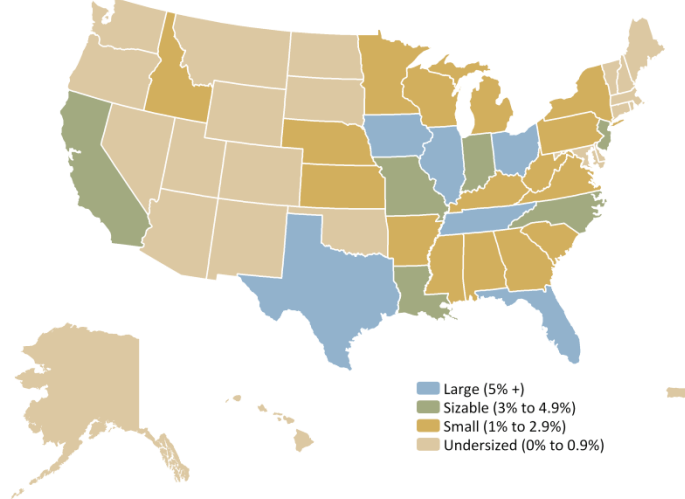 Large (5% +)
Sizable (3% to 4.9%)
Small (1% to 2.9%)
Undersized (0% to 0.9%)